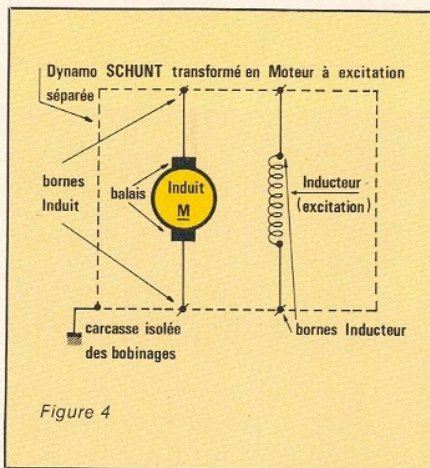 Dynamo SCHUNT transformé en Moteur à excitation
séparée
bornes
Induit
balais
Induit
M
Inducteur
(excitation)
carcasse isolée
des bobinages
bornes Inducteur
Figure 4